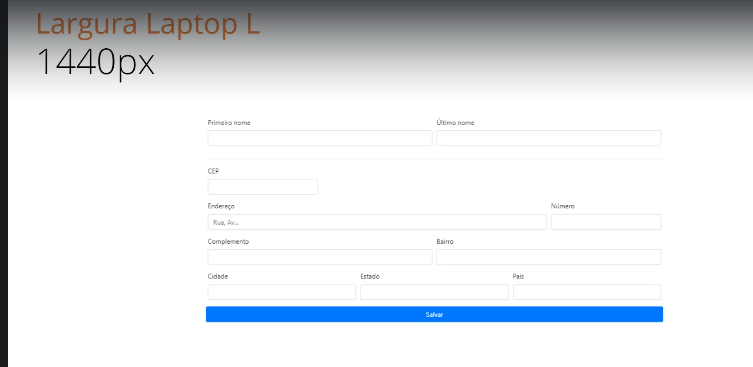 Largura Laptop L
1440px
Primeiro nome Último nome
CEP
Endereço Número
Rua, Av...
Complemento Bairro
Cidade Estado País
Salvar